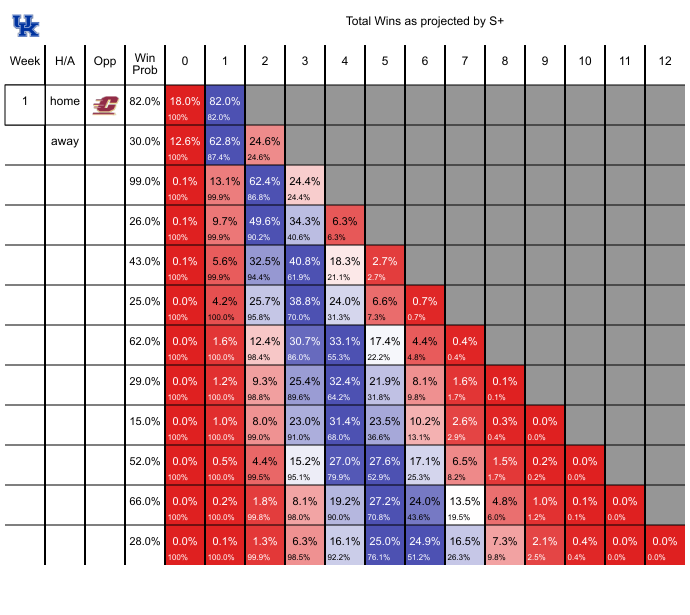 UK
Total Wins as projected by S+
Week H/A Opp Win Prob 0 1 2 3 4 5 6 7 8 9 10 11 12
1 home C 82.0% 18.0% 82.0%
100% 82.0%
away 30.0% 12.6% 62.8% 24.6%
100% 87.4% 24.6%
99.0% 0.1% 13.1% 62.4% 24.4%
100% 99.9% 86.8% 24.4%
26.0% 0.1% 9.7% 49.6% 34.3% 6.3%
100% 99.9% 90.2% 40.6% 6.3%
43.0% 0.1% 5.6% 32.5% 40.8% 18.3% 2.7%
100% 99.9% 94.4% 61.9% 21.1% 2.7%
25.0% 0.0% 4.2% 25.7% 38.8% 24.0% 6.6% 0.7%
100% 100.0% 95.8% 70.0% 31.3% 7.3% 0.7%
62.0% 0.0% 1.6% 12.4% 30.7% 33.1% 17.4% 4.4% 0.4%
100% 100.0% 98.4% 86.0% 55.3% 22.2% 4.8% 0.4%
29.0% 0.0% 1.2% 9.3% 25.4% 32.4% 21.9% 8.1% 1.6% 0.1%
100% 100.0% 98.8% 89.6% 64.2% 31.8% 9.8% 1.7% 0.1%
15.0% 0.0% 1.0% 8.0% 23.0% 31.4% 23.5% 10.2% 2.6% 0.3% 0.0%
100% 100.0% 99.0% 91.0% 68.0% 36.6% 13.1% 2.9% 0.4% 0.0%
52.0% 0.0% 0.5% 4.4% 15.2% 27.0% 27.6% 17.1% 6.5% 1.5% 0.2% 0.0%
100% 100.0% 99.5% 95.1% 79.9% 52.9% 25.3% 8.2% 1.7% 0.2% 0.0%
66.0% 0.0% 0.2% 1.8% 8.1% 19.2% 27.2% 24.0% 13.5% 4.8% 1.0% 0.1% 0.0%
100% 100.0% 99.8% 98.0% 90.0% 70.8% 43.6% 19.5% 6.0% 1.2% 0.1% 0.0%
28.0% 0.0% 0.1% 1.3% 6.3% 16.1% 25.0% 24.9% 16.5% 7.3% 2.1% 0.4% 0.0% 0.0%
100% 100.0% 99.9% 98.5% 92.2% 76.1% 51.2% 26.3% 9.8% 2.5% 0.4% 0.0% 0.0%